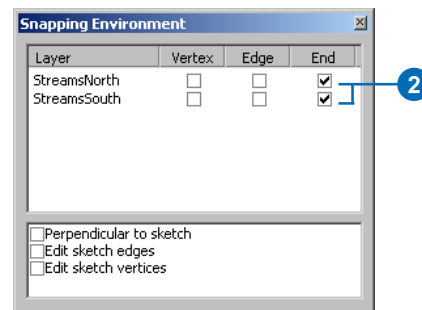 Snapping Environment
Layer Vertex Edge End
StreamsNorth
StreamsSouth
2
Perpendicular to sketch
Edit sketch edges
Edit sketch vertices